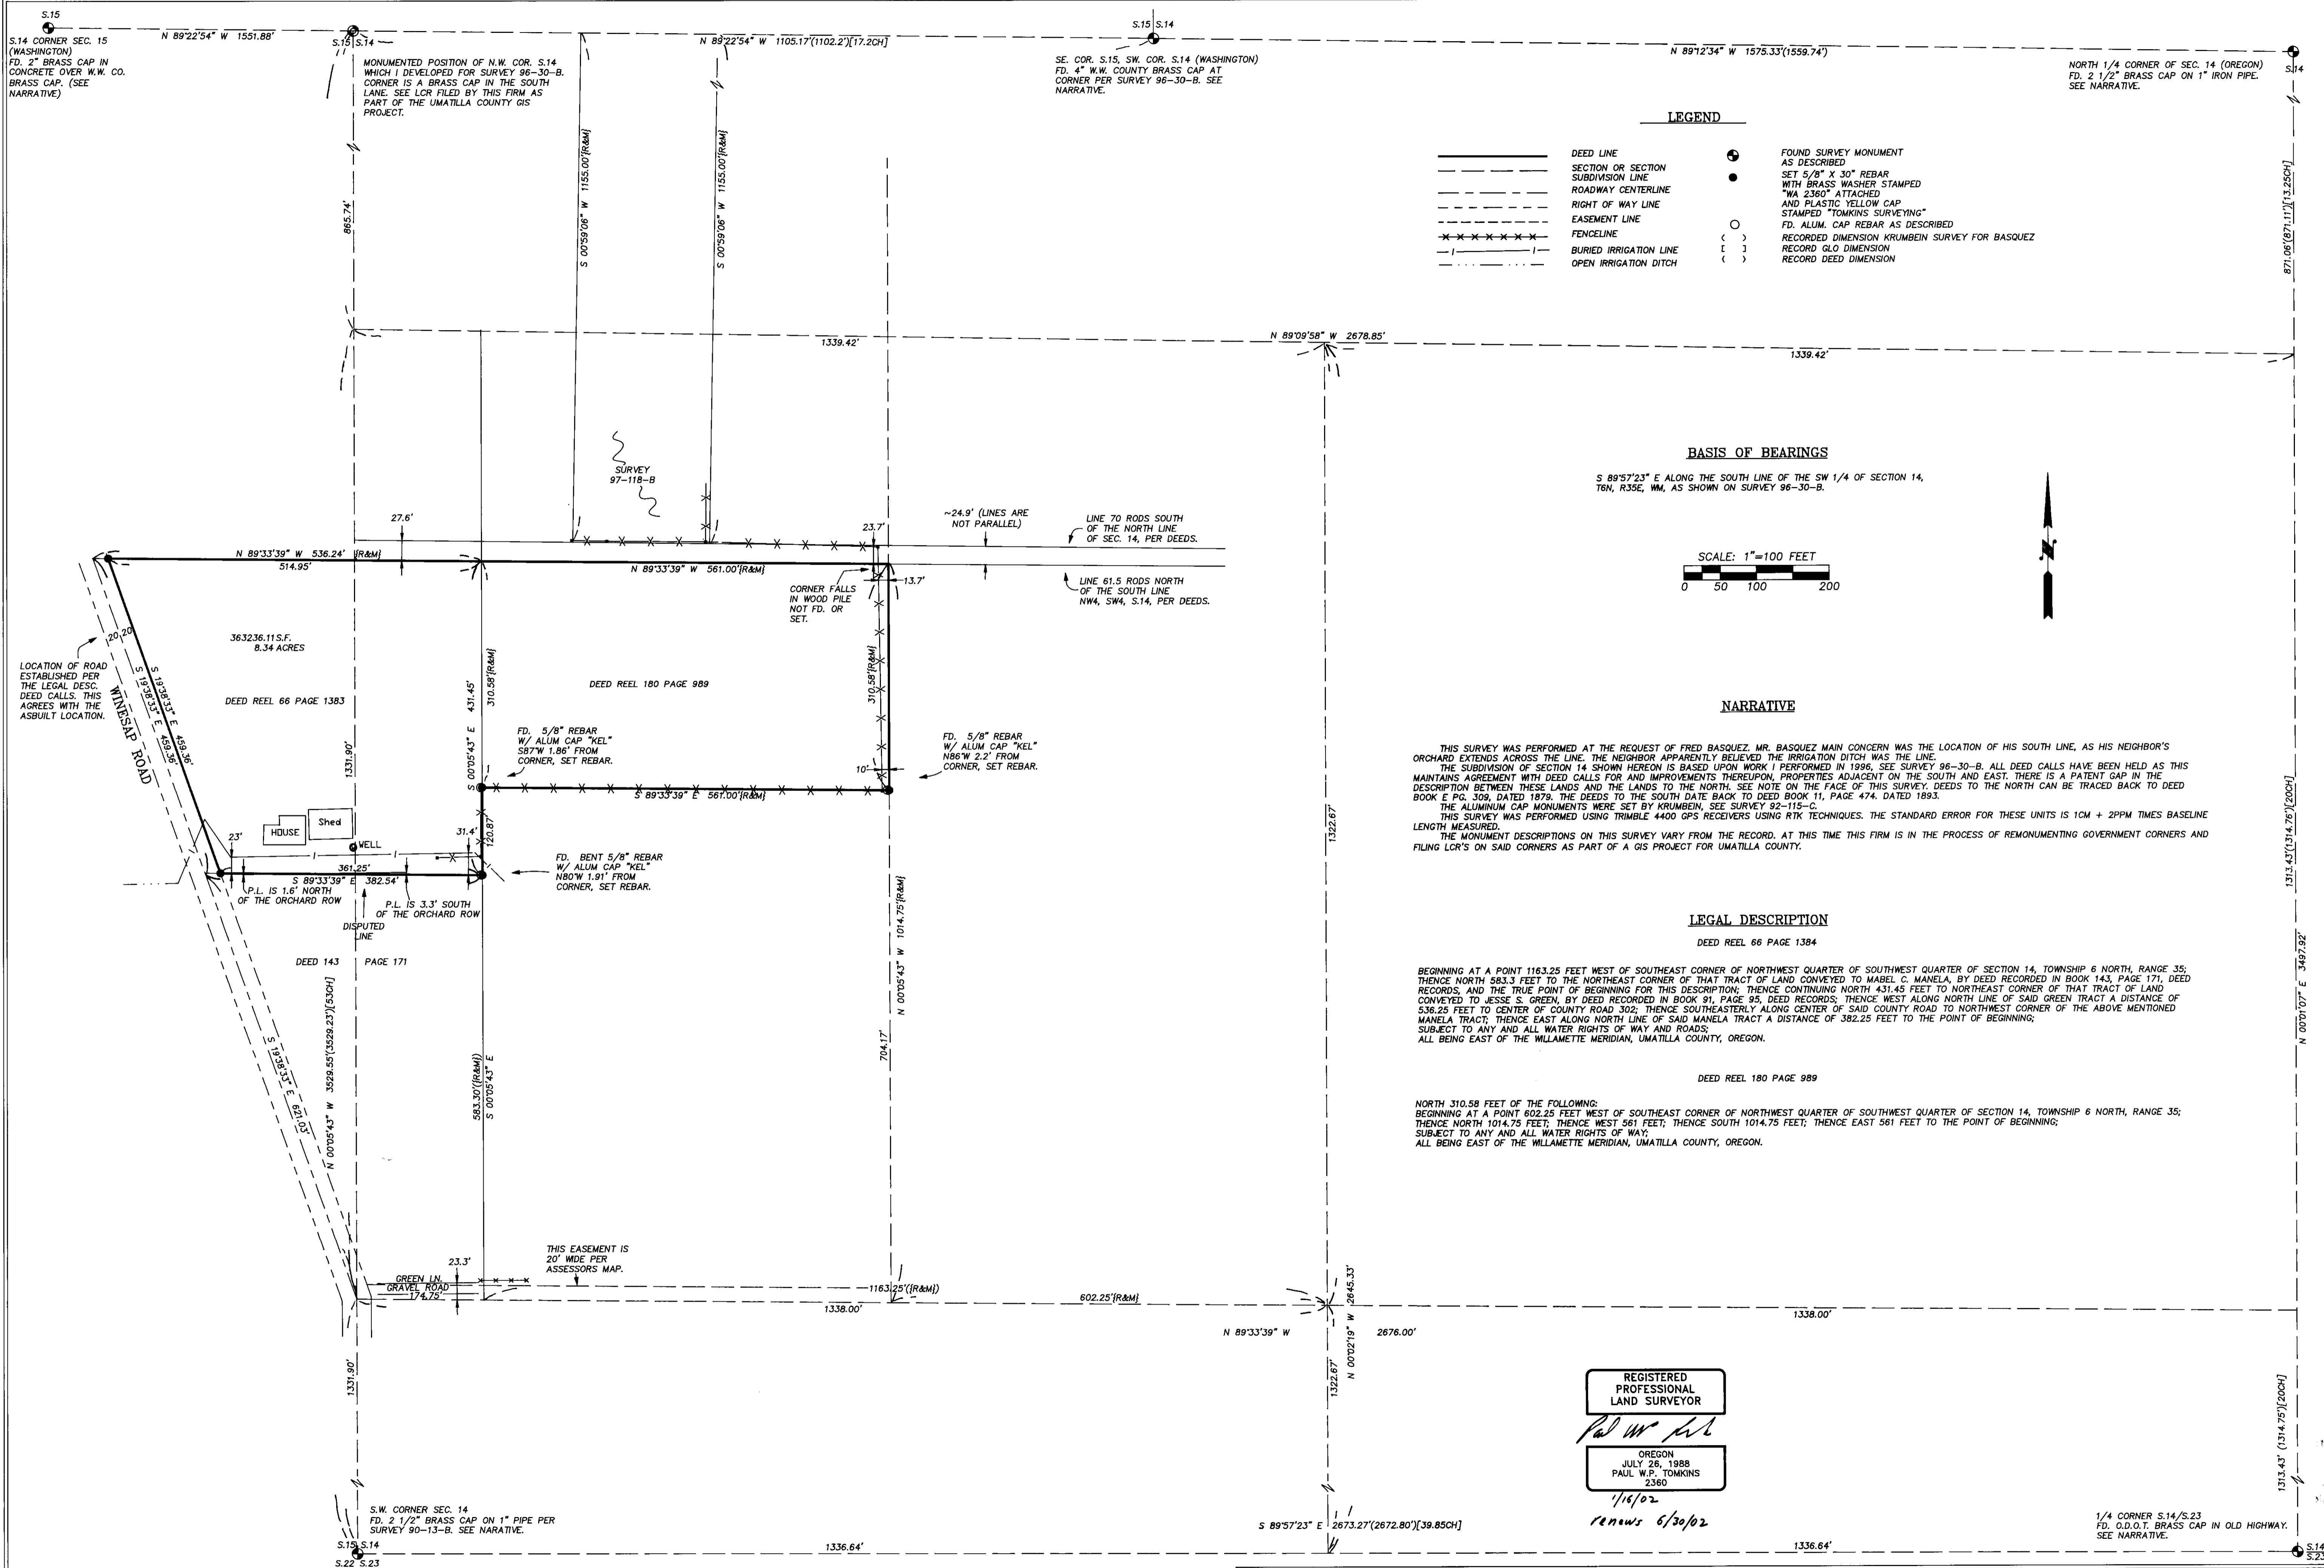 S.15
N 89°22'54" W 1551.88'
S.14 CORNER SEC. 15
(WASHINGTON)
FD. 2" BRASS CAP IN
CONCRETE OVER W.W. CO.
BRASS CAP. (SEE
NARRATIVE)
S.15 S.14
MONUMENTED POSITION OF N.W. COR. S.14
WHICH I DEVELOPED FOR SURVEY 96-30-B.
CORNER IS A BRASS CAP IN THE SOUTH
LANE. SEE LCR FILED BY THIS FIRM AS
PART OF THE UMATILLA COUNTY GIS
PROJECT.
N 89°22'54" W 1105.17'(1102.2')[17.2CH]
S.15 S.14
SE. COR. S.15, SW. COR. S.14 (WASHINGTON)
FD. 4" W.W. COUNTY BRASS CAP AT
CORNER PER SURVEY 96-30-B. SEE
NARRATIVE.
N 89°12'34" W 1575.33'(1559.74')
NORTH 1/4 CORNER OF SEC. 14 (OREGON)
FD. 2 1/2" BRASS CAP ON 1" IRON PIPE.
SEE NARRATIVE.
S.14
865.74'
S 00°59'06" W 1155.00'{R&M}
S 00°59'06" W 1155.00'{R&M}
871.06'(871.11')[13.25CH]
LEGEND
DEED LINE
SECTION OR SECTION
SUBDIVISION LINE
ROADWAY CENTERLINE
RIGHT OF WAY LINE
EASEMENT LINE
FENCELINE
BURIED IRRIGATION LINE
OPEN IRRIGATION DITCH
FOUND SURVEY MONUMENT
AS DESCRIBED
SET 5/8" X 30" REBAR
WITH BRASS WASHER STAMPED
"WA 2360" ATTACHED
AND PLASTIC YELLOW CAP
STAMPED "TOMKINS SURVEYING"
FD. ALUM. CAP REBAR AS DESCRIBED
( ) RECORDED DIMENSION KRUMBEIN SURVEY FOR BASQUEZ
[ ] RECORD GLO DIMENSION
{ } RECORD DEED DIMENSION
1339.42'
N 89°09'58" W 2678.85'
1339.42'
BASIS OF BEARINGS
S 89°57'23" E ALONG THE SOUTH LINE OF THE SW 1/4 OF SECTION 14,
T6N, R35E, WM, AS SHOWN ON SURVEY 96-30-B.
N
SCALE: 1"=100 FEET
0 50 100 200
SURVEY
97-118-B
27.6'
23.7'
~24.9' (LINES ARE
NOT PARALLEL)
LINE 70 RODS SOUTH
OF THE NORTH LINE
OF SEC. 14, PER DEEDS.
N 89°33'39" W 536.24' {R&M}
514.95'
N 89°33'39" W 561.00'{R&M}
CORNER FALLS
IN WOOD PILE
NOT FD. OR
SET.
13.7'
LINE 61.5 RODS NORTH
OF THE SOUTH LINE
NW4, SW4, S.14, PER DEEDS.
20,20
363236.11 S.F.
8.34 ACRES
LOCATION OF ROAD
ESTABLISHED PER
THE LEGAL DESC.
DEED CALLS. THIS
AGREES WITH THE
ASBUILT LOCATION.
WINESAP ROAD
S 19°38'33" E 459.36'
S 19°38'33" E 459.36'
DEED REEL 66 PAGE 1383
1331.90'
S 00°05'43" E 431.45'
310.58'{R&M}
DEED REEL 180 PAGE 989
310.58'{R&M}
FD. 5/8" REBAR
W/ ALUM CAP "KEL"
S87°W 1.86' FROM
CORNER, SET REBAR.
FD. 5/8" REBAR
W/ ALUM CAP "KEL"
N86°W 2.2' FROM
CORNER, SET REBAR.
10'
S 89°33'39" E 561.00'{R&M}
HOUSE
Shed
WELL
23'
31.4'
120.87'
361.25'
S 89°33'39" E 382.54'
P.L. IS 1.6' NORTH
OF THE ORCHARD ROW
P.L. IS 3.3' SOUTH
OF THE ORCHARD ROW
DISPUTED
LINE
FD. BENT 5/8" REBAR
W/ ALUM CAP "KEL"
N80°W 1.91' FROM
CORNER, SET REBAR.
DEED 143 PAGE 171
N 00°05'43" W 3529.55'(3529.23')[53CH]
S 19°38'33" E 621.03'
583.30'({R&M})
S 00°05'43" E
N 00°05'43" W 1014.75'{R&M}
704.17'
1322.67'
1313.43'(1314.76')[20CH]
N 00°01'07" E 3497.92'
NARRATIVE
THIS SURVEY WAS PERFORMED AT THE REQUEST OF FRED BASQUEZ. MR. BASQUEZ MAIN CONCERN WAS THE LOCATION OF HIS SOUTH LINE, AS HIS NEIGHBOR'S
ORCHARD EXTENDS ACROSS THE LINE. THE NEIGHBOR APPARENTLY BELIEVED THE IRRIGATION DITCH WAS THE LINE.
THE SUBDIVISION OF SECTION 14 SHOWN HEREON IS BASED UPON WORK I PERFORMED IN 1996, SEE SURVEY 96-30-B. ALL DEED CALLS HAVE BEEN HELD AS THIS
MAINTAINS AGREEMENT WITH DEED CALLS FOR AND IMPROVEMENTS THEREUPON, PROPERTIES ADJACENT ON THE SOUTH AND EAST. THERE IS A PATENT GAP IN THE
DESCRIPTION BETWEEN THESE LANDS AND THE LANDS TO THE NORTH. SEE NOTE ON THE FACE OF THIS SURVEY. DEEDS TO THE NORTH CAN BE TRACED BACK TO DEED
BOOK E PG. 309, DATED 1879. THE DEEDS TO THE SOUTH DATE BACK TO DEED BOOK 11, PAGE 474. DATED 1893.
THE ALUMINUM CAP MONUMENTS WERE SET BY KRUMBEIN, SEE SURVEY 92-115-C.
THIS SURVEY WAS PERFORMED USING TRIMBLE 4400 GPS RECEIVERS USING RTK TECHNIQUES. THE STANDARD ERROR FOR THESE UNITS IS 1CM + 2PPM TIMES BASELINE
LENGTH MEASURED.
THE MONUMENT DESCRIPTIONS ON THIS SURVEY VARY FROM THE RECORD. AT THIS TIME THIS FIRM IS IN THE PROCESS OF REMONUMENTING GOVERNMENT CORNERS AND
FILING LCR'S ON SAID CORNERS AS PART OF A GIS PROJECT FOR UMATILLA COUNTY.
LEGAL DESCRIPTION
DEED REEL 66 PAGE 1384
BEGINNING AT A POINT 1163.25 FEET WEST OF SOUTHEAST CORNER OF NORTHWEST QUARTER OF SOUTHWEST QUARTER OF SECTION 14, TOWNSHIP 6 NORTH, RANGE 35;
THENCE NORTH 583.3 FEET TO THE NORTHEAST CORNER OF THAT TRACT OF LAND CONVEYED TO MABEL C. MANELA, BY DEED RECORDED IN BOOK 143, PAGE 171, DEED
RECORDS, AND THE TRUE POINT OF BEGINNING FOR THIS DESCRIPTION; THENCE CONTINUING NORTH 431.45 FEET TO NORTHEAST CORNER OF THAT TRACT OF LAND
CONVEYED TO JESSE S. GREEN, BY DEED RECORDED IN BOOK 91, PAGE 95, DEED RECORDS; THENCE WEST ALONG NORTH LINE OF SAID GREEN TRACT A DISTANCE OF
536.25 FEET TO CENTER OF COUNTY ROAD 302; THENCE SOUTHEASTERLY ALONG CENTER OF SAID COUNTY ROAD TO NORTHWEST CORNER OF THE ABOVE MENTIONED
MANELA TRACT; THENCE EAST ALONG NORTH LINE OF SAID MANELA TRACT A DISTANCE OF 382.25 FEET TO THE POINT OF BEGINNING;
SUBJECT TO ANY AND ALL WATER RIGHTS OF WAY AND ROADS;
ALL BEING EAST OF THE WILLAMETTE MERIDIAN, UMATILLA COUNTY, OREGON.
DEED REEL 180 PAGE 989
NORTH 310.58 FEET OF THE FOLLOWING:
BEGINNING AT A POINT 602.25 FEET WEST OF SOUTHEAST CORNER OF NORTHWEST QUARTER OF SOUTHWEST QUARTER OF SECTION 14, TOWNSHIP 6 NORTH, RANGE 35;
THENCE NORTH 1014.75 FEET; THENCE WEST 561 FEET; THENCE SOUTH 1014.75 FEET; THENCE EAST 561 FEET TO THE POINT OF BEGINNING;
SUBJECT TO ANY AND ALL WATER RIGHTS OF WAY;
ALL BEING EAST OF THE WILLAMETTE MERIDIAN, UMATILLA COUNTY, OREGON.
GREEN LN.
GRAVEL ROAD
174.75'
23.3'
THIS EASEMENT IS
20' WIDE PER
ASSESSORS MAP.
1163.25'({R&M})
1338.00'
602.25'{R&M}
N 89°33'39" W 2676.00'
1338.00'
1331.90'
1322.67'
N 00°02'19" W 2645.33'
1313.43' (1314.75')[20CH]
REGISTERED
PROFESSIONAL
LAND SURVEYOR
OREGON
JULY 26, 1988
PAUL W.P. TOMKINS
2360
1/16/02
renews 6/30/02
S.W. CORNER SEC. 14
FD. 2 1/2" BRASS CAP ON 1" PIPE PER
SURVEY 90-13-B. SEE NARATIVE.
S.15 S.14
S.22 S.23
1336.64'
S 89°57'23" E 2673.27'(2672.80')[39.85CH]
1336.64'
1/4 CORNER S.14/S.23
FD. O.D.O.T. BRASS CAP IN OLD HIGHWAY.
SEE NARRATIVE.